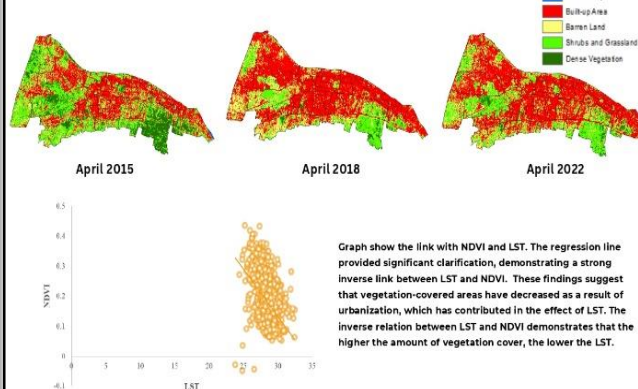 Built-up Area
Barren Land
Shrubs and Grassland
Dense Vegetation
April 2015
April 2018
April 2022
0.5
0.4
0.3
0.2
0.1
0
-0.1
NDVI
0
5
10
15
20
25
30
35
LST
Graph show the link with NDVI and LST. The regression line
provided significant clarification, demonstrating a strong
inverse link between LST and NDVI. These findings suggest
that vegetation-covered areas have decreased as a result of
urbanization, which has contributed in the effect of LST. The
inverse relation between LST and NDVI demonstrates that the
higher the amount of vegetation cover, the lower the LST.